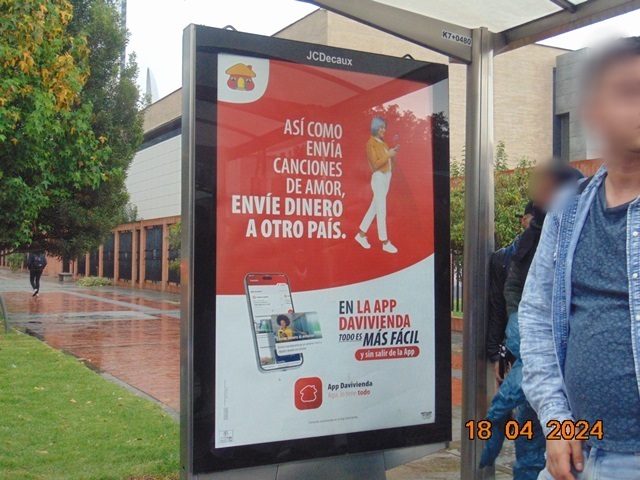 K7+0480
JCDecaux
ASÍ COMO
ENVÍA
CANCIONES
DE AMOR,
ENVÍE DINERO
A OTRO PAÍS.
EN LA APP
DAVIVIENDA
TODO ES MÁS FÁCIL
y sin salir de la App
App Davivienda
todo
18 04 2024